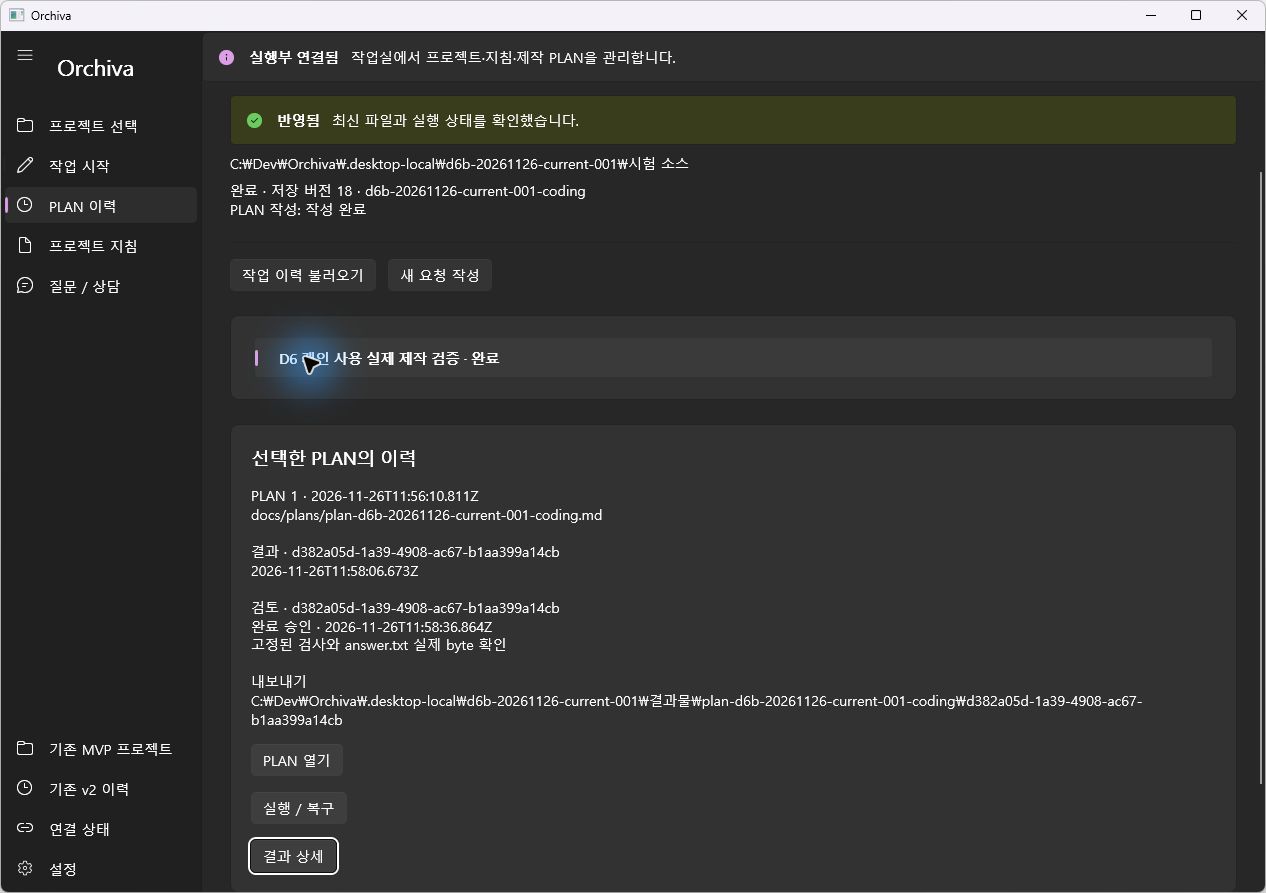 Orchiva
Orchiva
프로젝트 선택
작업 시작
PLAN 이력
프로젝트 지침
질문 / 상담
기존 MVP 프로젝트
기존 v2 이력
연결 상태
설정
실행부 연결됨 작업실에서 프로젝트·지침·제작 PLAN을 관리합니다.
반영됨 최신 파일과 실행 상태를 확인했습니다.
C:₩Dev₩Orchiva₩.desktop-local₩d6b-20261126-current-001₩시험 소스
완료 · 저장 버전 18 · d6b-20261126-current-001-coding
PLAN 작성: 작성 완료
작업 이력 불러오기
새 요청 작성
D6 사용 실제 제작 검증 · 완료
선택한 PLAN의 이력
PLAN 1 · 2026-11-26T11:56:10.811Z
docs/plans/plan-d6b-20261126-current-001-coding.md
결과 · d382a05d-1a39-4908-ac67-b1aa399a14cb
2026-11-26T11:58:06.673Z
검토 · d382a05d-1a39-4908-ac67-b1aa399a14cb
완료 승인 · 2026-11-26T11:58:36.864Z
고정된 검사와 answer.txt 실제 byte 확인
내보내기
C:₩Dev₩Orchiva₩.desktop-local₩d6b-20261126-current-001₩결과물₩plan-d6b-20261126-current-001-coding₩d382a05d-1a39-4908-ac67-
b1aa399a14cb
PLAN 열기
실행 / 복구
결과 상세